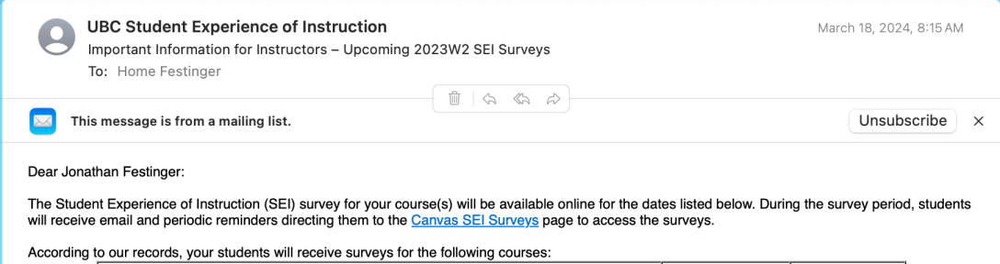 UBC Student Experience of Instruction
March 18, 2024, 8:15 AM
Important Information for Instructors – Upcoming 2023W2 SEI Surveys
To: Home Festinger
This message is from a mailing list.
Unsubscribe
Dear Jonathan Festinger:
The Student Experience of Instruction (SEI) survey for your course(s) will be available online for the dates listed below. During the survey period, students
will receive email and periodic reminders directing them to the Canvas SEI Surveys page to access the surveys.
According to our records, your students will receive surveys for the following courses: